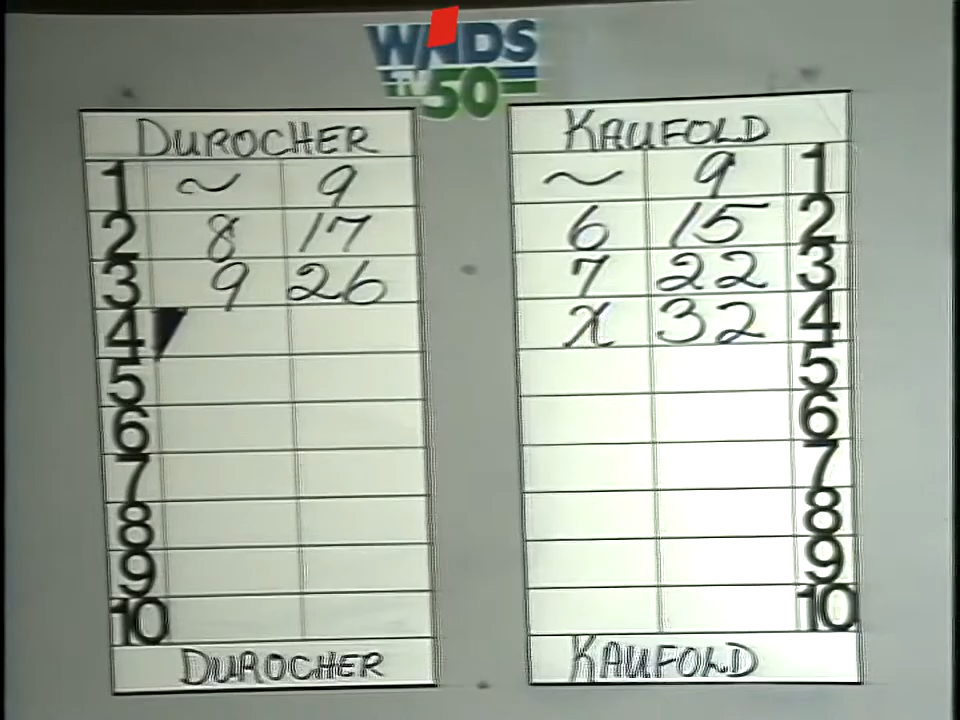 WNDS
TV 50
DUROCHER
1 ~ 9
2 8 17
3 9 26
4
5
6
7
8
9
10
DUROCHER
KAUFOLD
~ 9 1
6 15 2
7 22 3
X 32 4
5
6
7
8
9
10
KAUFOLD